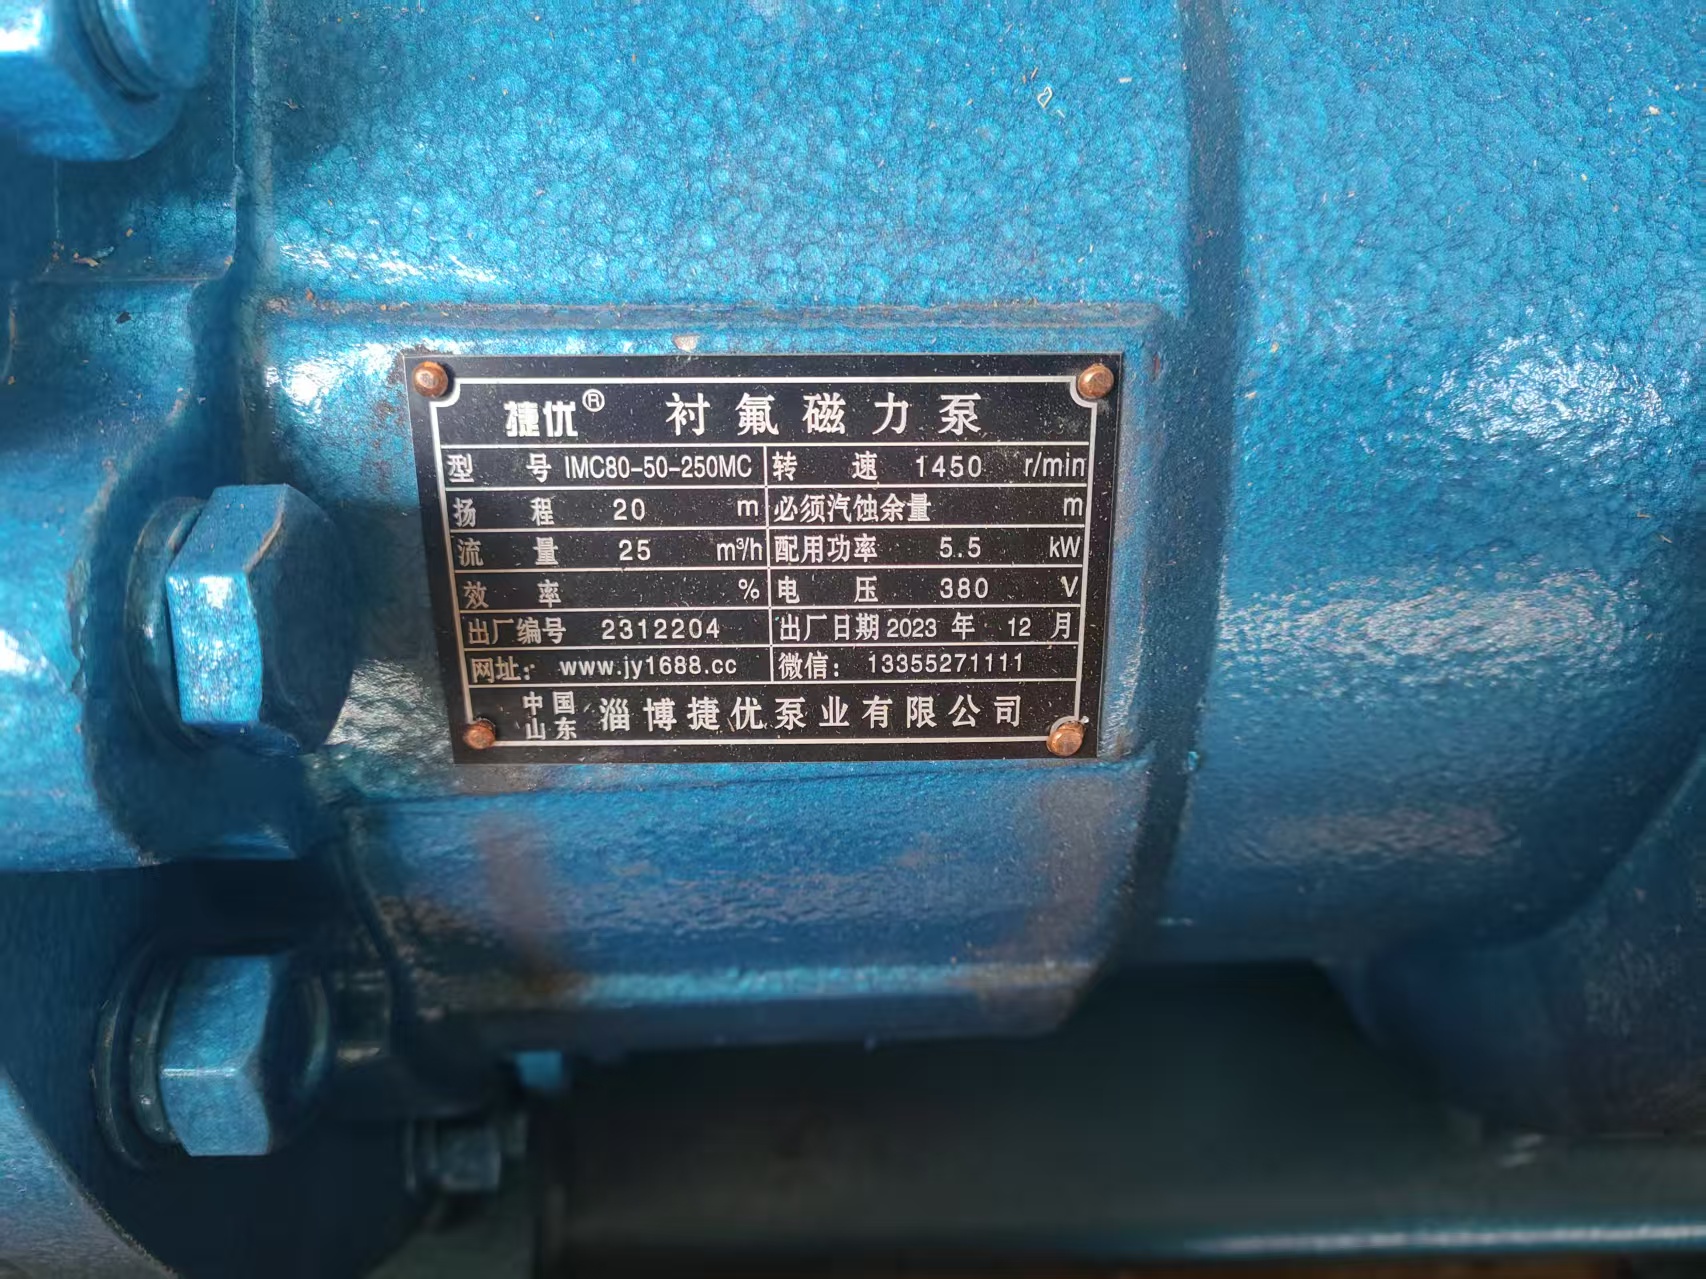 捷优® 衬氟磁力泵
型号 IMC80-50-250MC 转速 1450 r/min
扬程 20 m 必须汽蚀余量 m
流量 25 m³/h 配用功率 5.5 kW
效率 % 电压 380 V
出厂编号 2312204 出厂日期 2023 年 12 月
网址: www.jy1688.cc 微信: 13355271111
中国山东 淄博捷优泵业有限公司